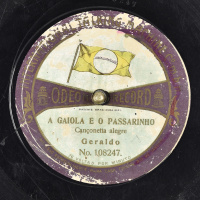 ODEON RECORD
A GAIOLA E O PASSARINHO
Cançonetta alegre
Geraldo
No. 108247.